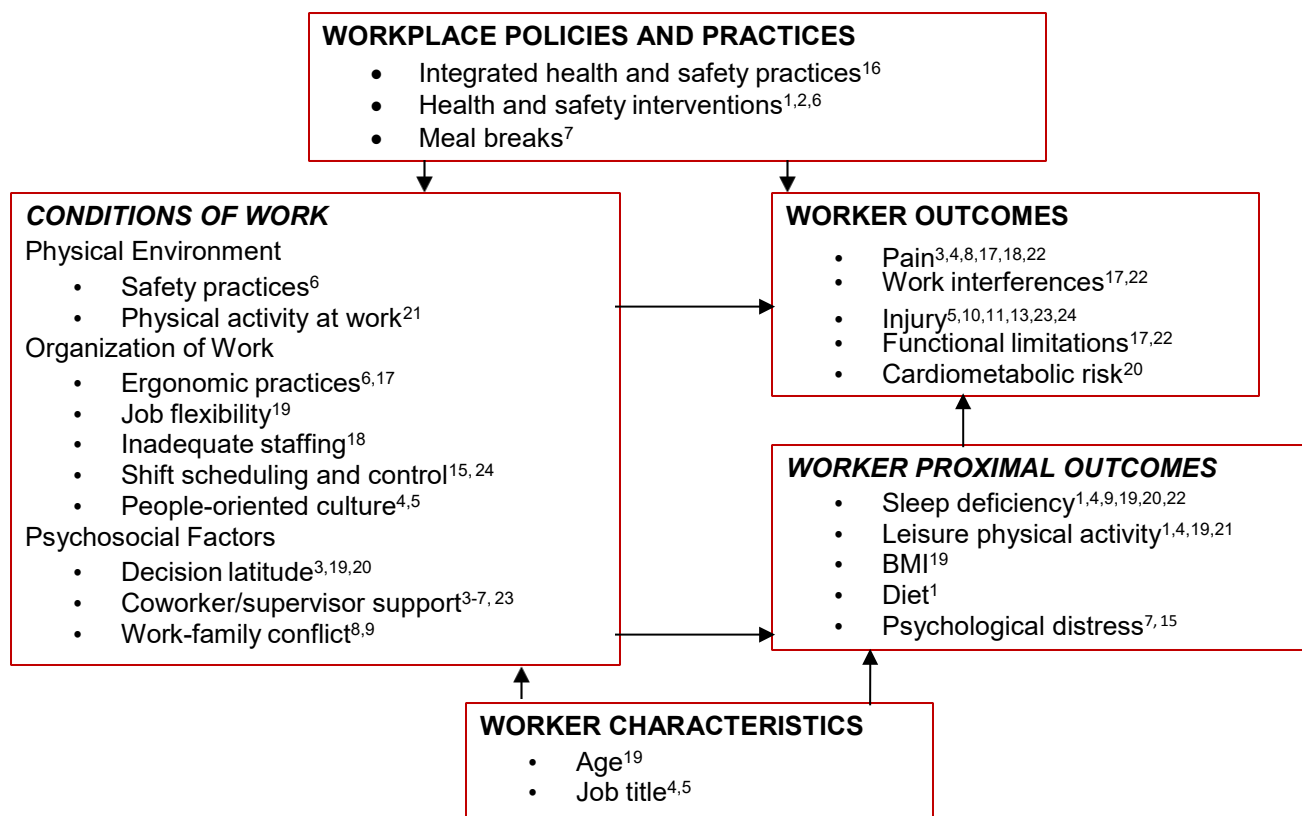 WORKPLACE POLICIES AND PRACTICES
• Integrated health and safety practices¹⁶
• Health and safety interventions¹,²,⁶
• Meal breaks⁷
CONDITIONS OF WORK
Physical Environment
• Safety practices⁶
• Physical activity at work²¹
Organization of Work
• Ergonomic practices⁶,¹⁷
• Job flexibility¹⁹
• Inadequate staffing¹⁸
• Shift scheduling and control¹⁵, ²⁴
• People-oriented culture⁴,⁵
Psychosocial Factors
• Decision latitude³,¹⁹,²⁰
• Coworker/supervisor support³⁻⁷, ²³
• Work-family conflict⁸,⁹
WORKER OUTCOMES
• Pain³,⁴,⁸,¹⁷,¹⁸,²²
• Work interferences¹⁷,²²
• Injury⁵,¹⁰,¹¹,¹³,²³,²⁴
• Functional limitations¹⁷,²²
• Cardiometabolic risk²⁰
WORKER PROXIMAL OUTCOMES
• Sleep deficiency¹,⁴,⁹,¹⁹,²⁰,²²
• Leisure physical activity¹,⁴,¹⁹,²¹
• BMI¹⁹
• Diet¹
• Psychological distress⁷, ¹⁵
WORKER CHARACTERISTICS
• Age¹⁹
• Job title⁴,⁵